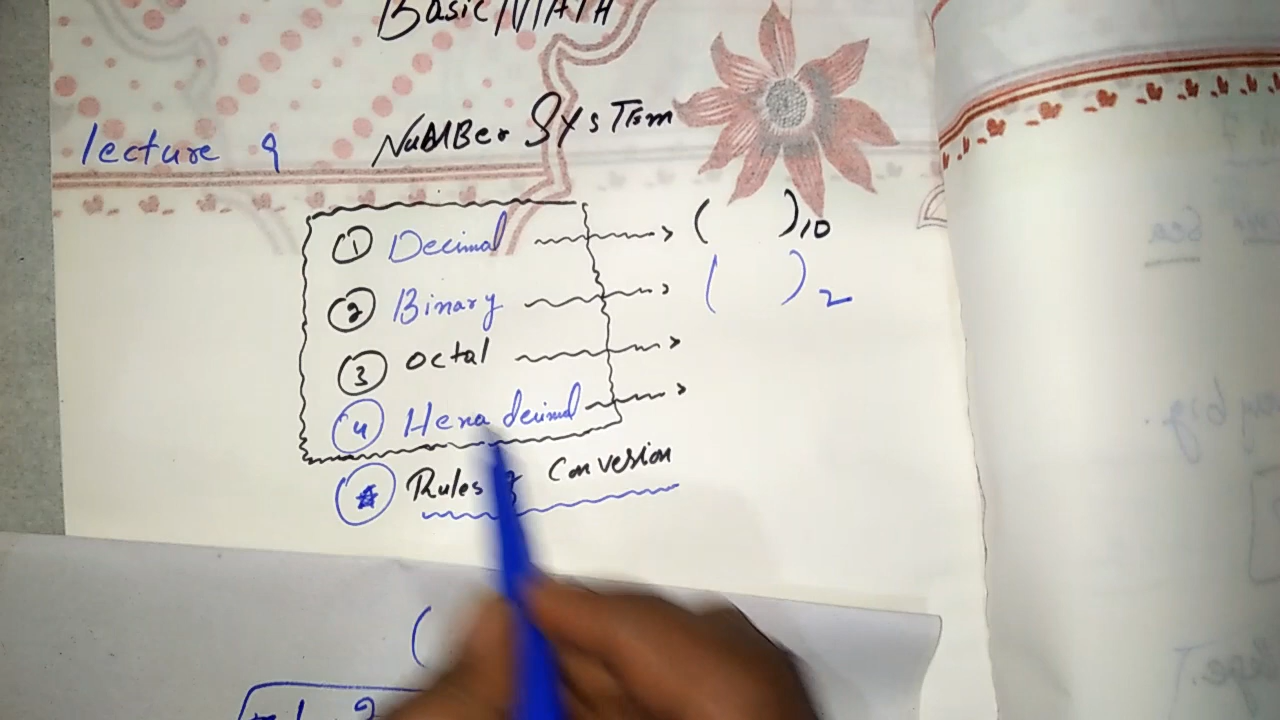 Basic MATH
lecture 9 NuMBer SysTem
① Decimal → ( )10
② Binary → ( )2
③ octal →
④ Hexa decimal →
Rules of Conversion
(